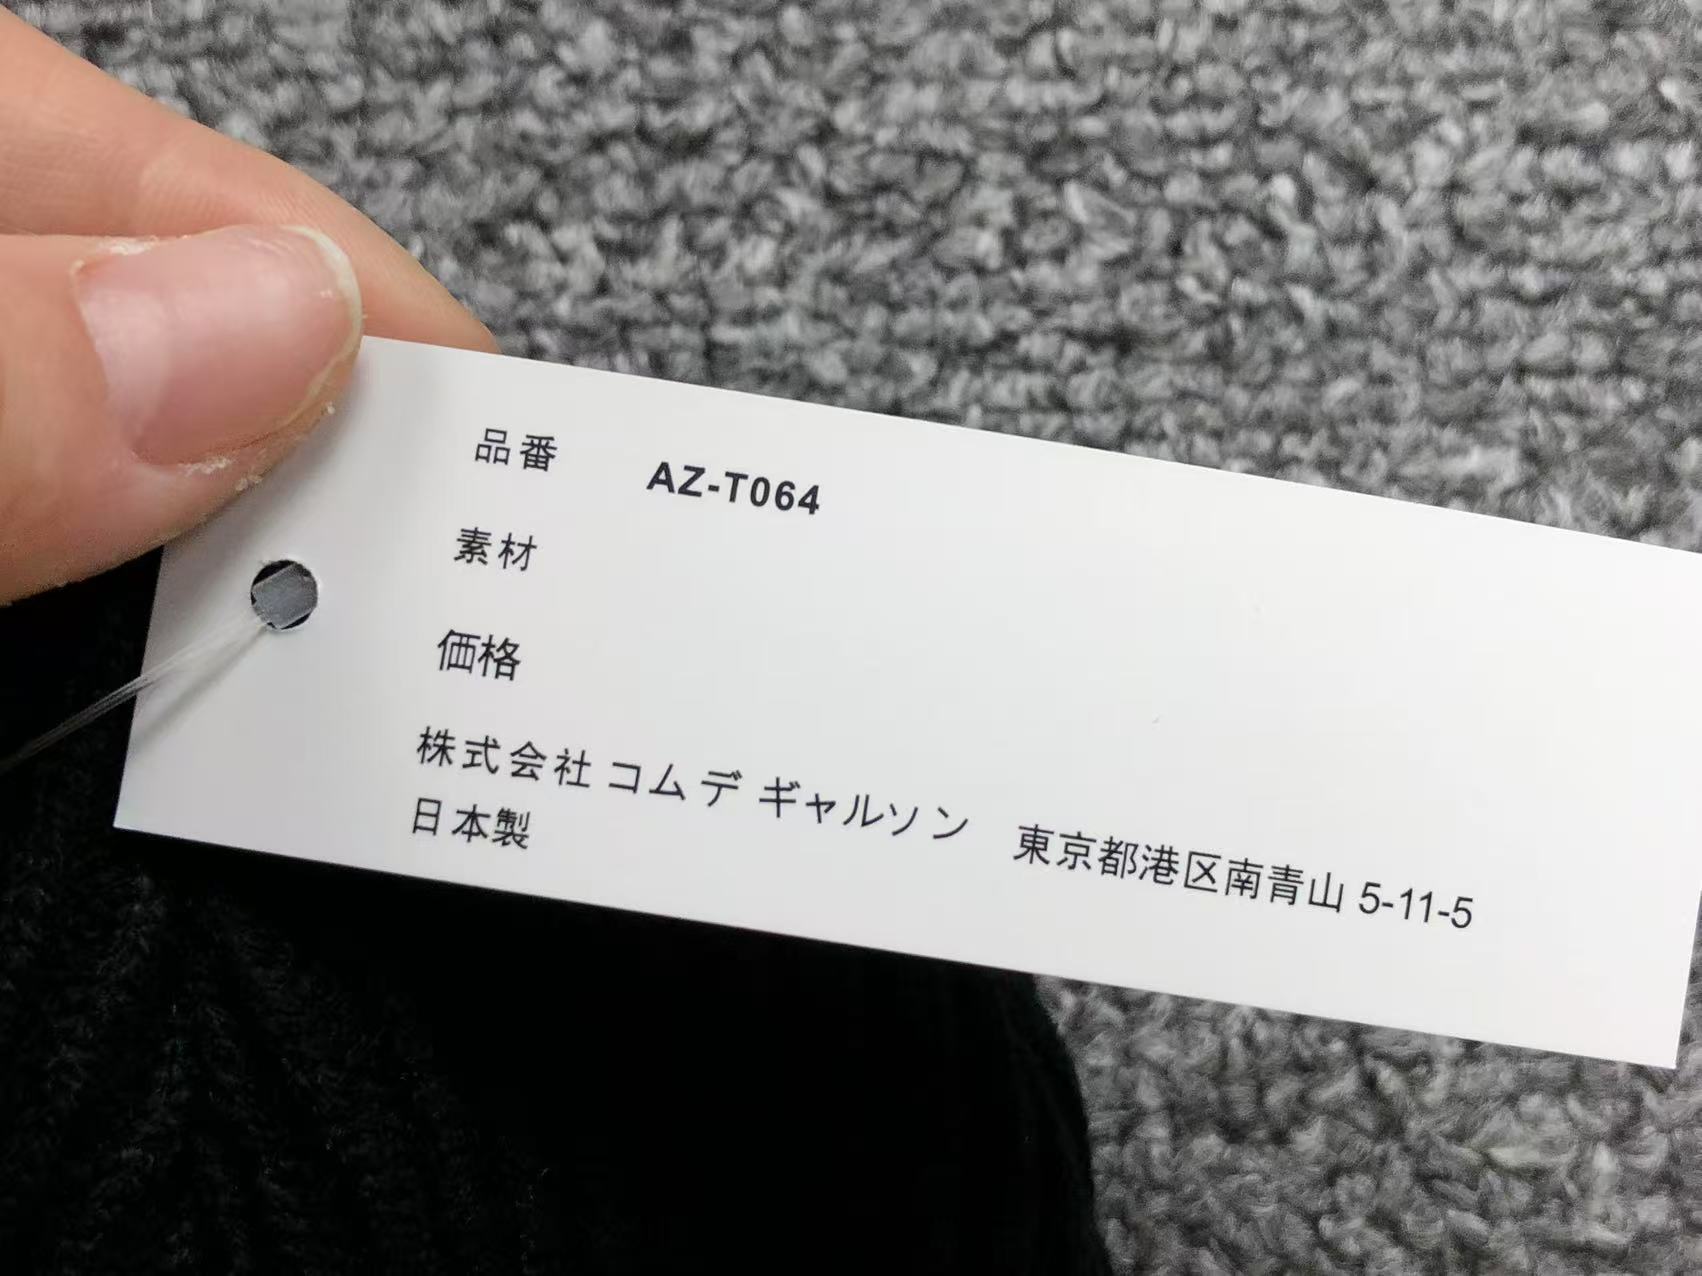 品番 AZ-T064
素材
価格
株式会社 コム デ ギャルソン 東京都港区南青山 5-11-5
日本製